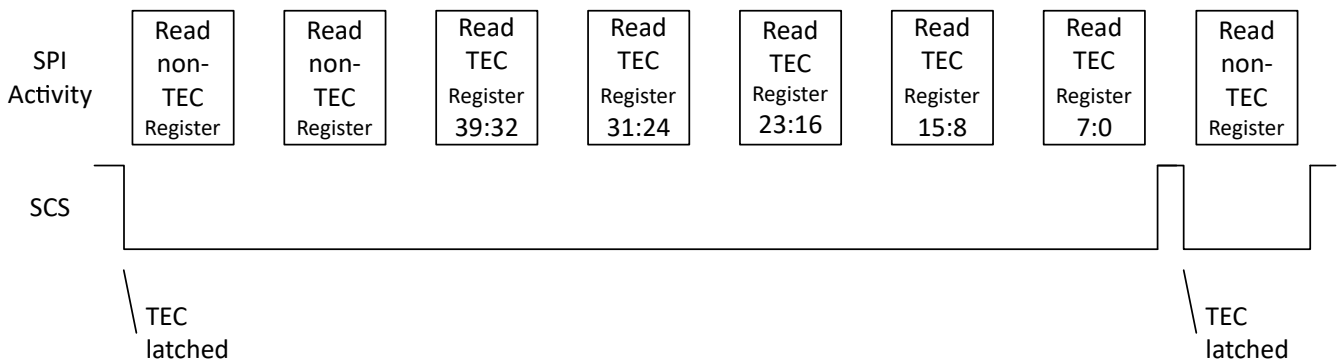 SPI
Activity
Read
non-
TEC
Register
Read
non-
TEC
Register
Read
TEC
Register
39:32
Read
TEC
Register
31:24
Read
TEC
Register
23:16
Read
TEC
Register
15:8
Read
TEC
Register
7:0
Read
non-
TEC
Register
SCS
TEC
latched
TEC
latched